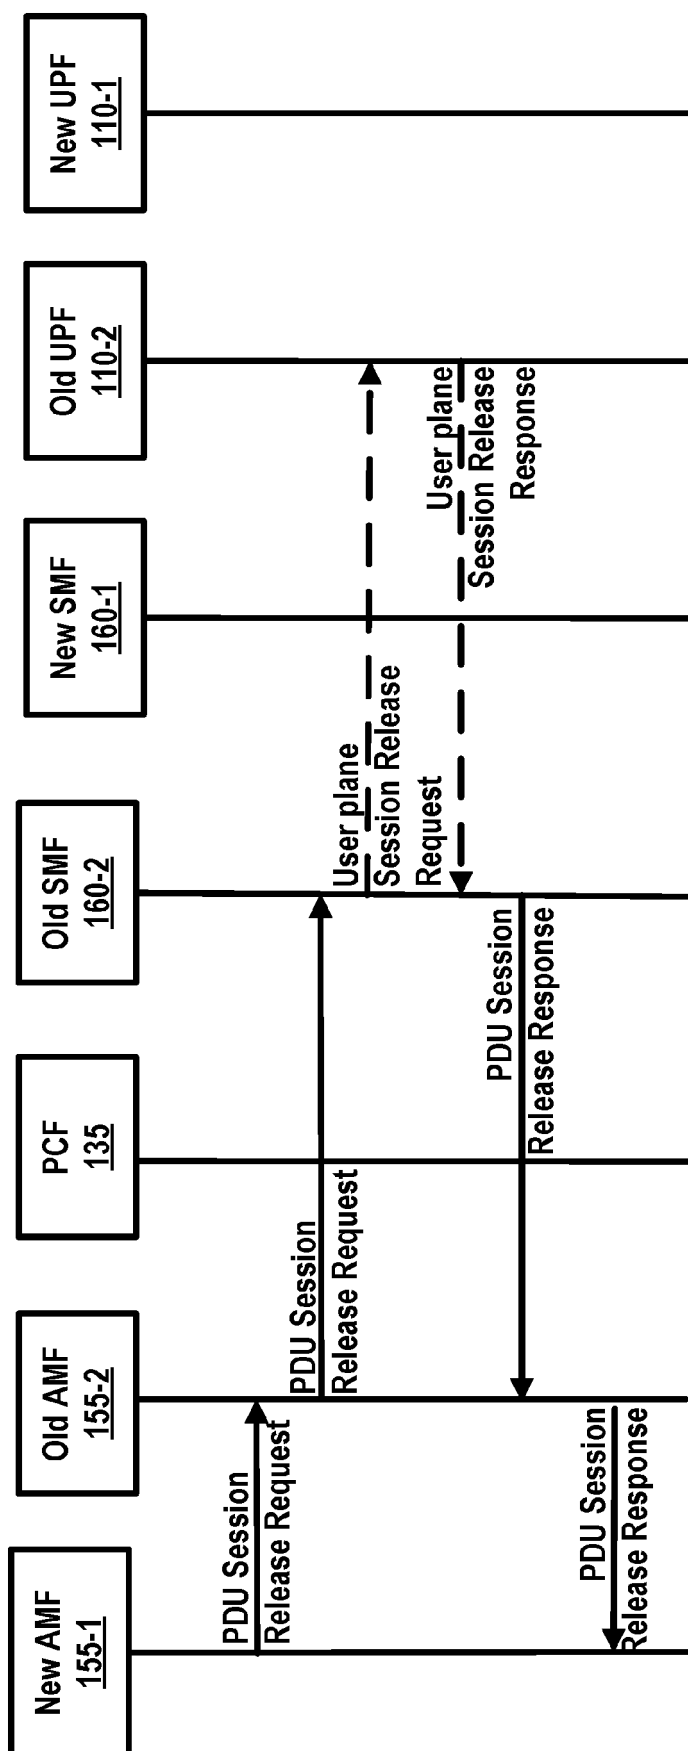 New AMF
155-1
Old AMF
155-2
PCF
135
Old SMF
160-2
New SMF
160-1
Old UPF
110-2
New UPF
110-1
PDU Session
Release Request
PDU Session
Release Request
User plane
Session Release
Request
User plane
Session Release
Response
PDU Session
Release Response
PDU Session
Release Response